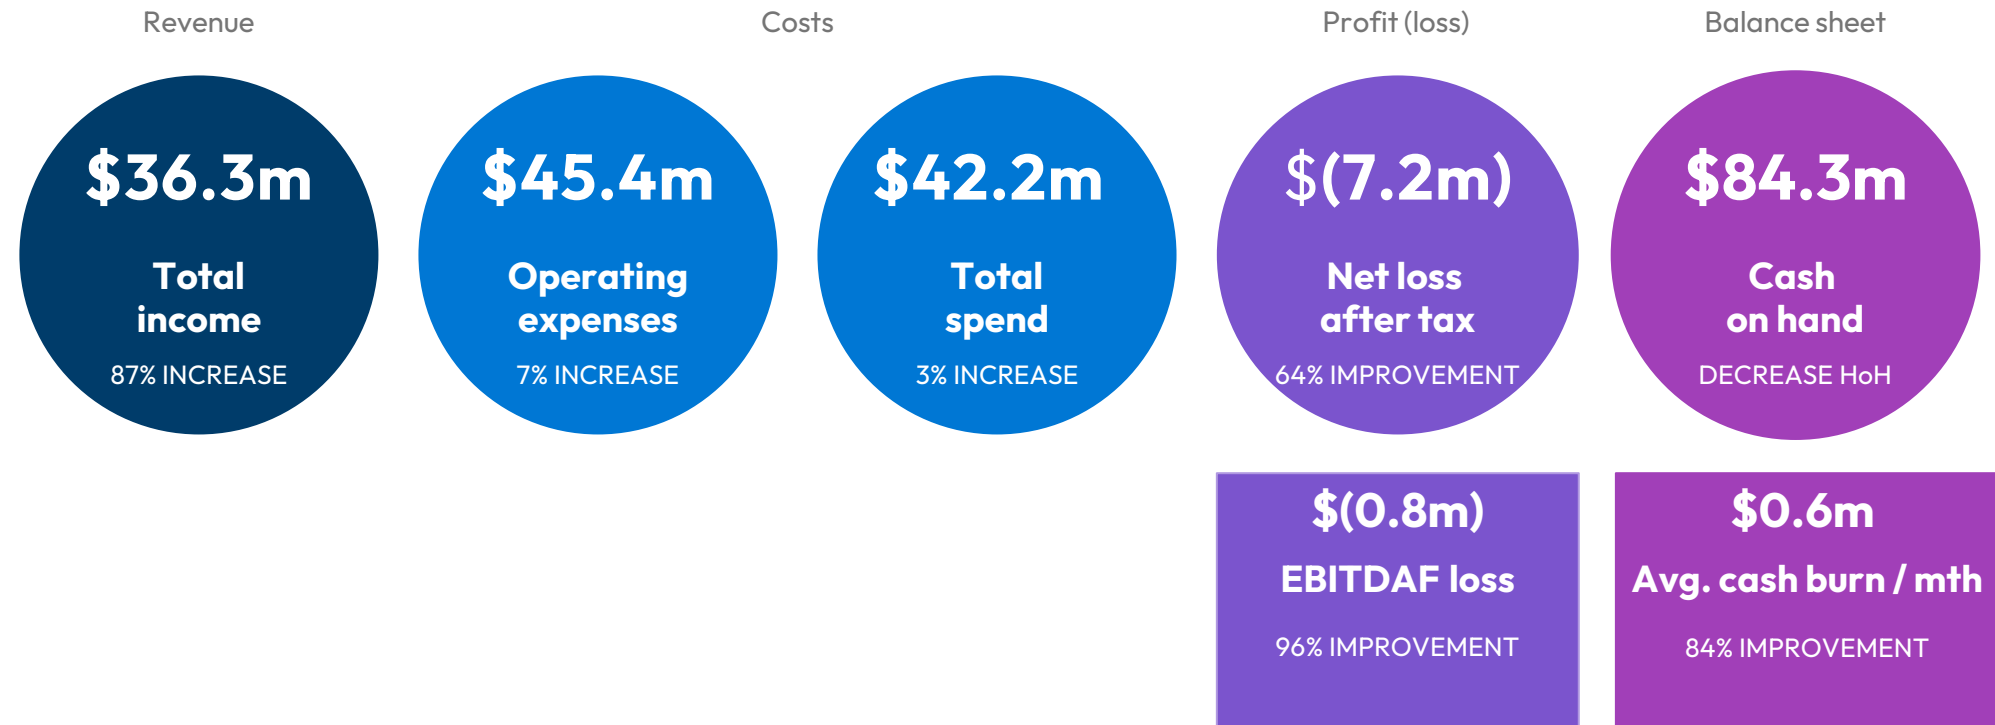 Revenue
Costs
Profit (loss)
Balance sheet
$36.3m
Total
income
87% INCREASE
$45.4m
Operating
expenses
7% INCREASE
$42.2m
Total
spend
3% INCREASE
$(7.2m)
Net loss
after tax
64% IMPROVEMENT
$84.3m
Cash
on hand
DECREASE HoH
$(0.8m)
EBITDAF loss
96% IMPROVEMENT
$0.6m
Avg. cash burn / mth
84% IMPROVEMENT